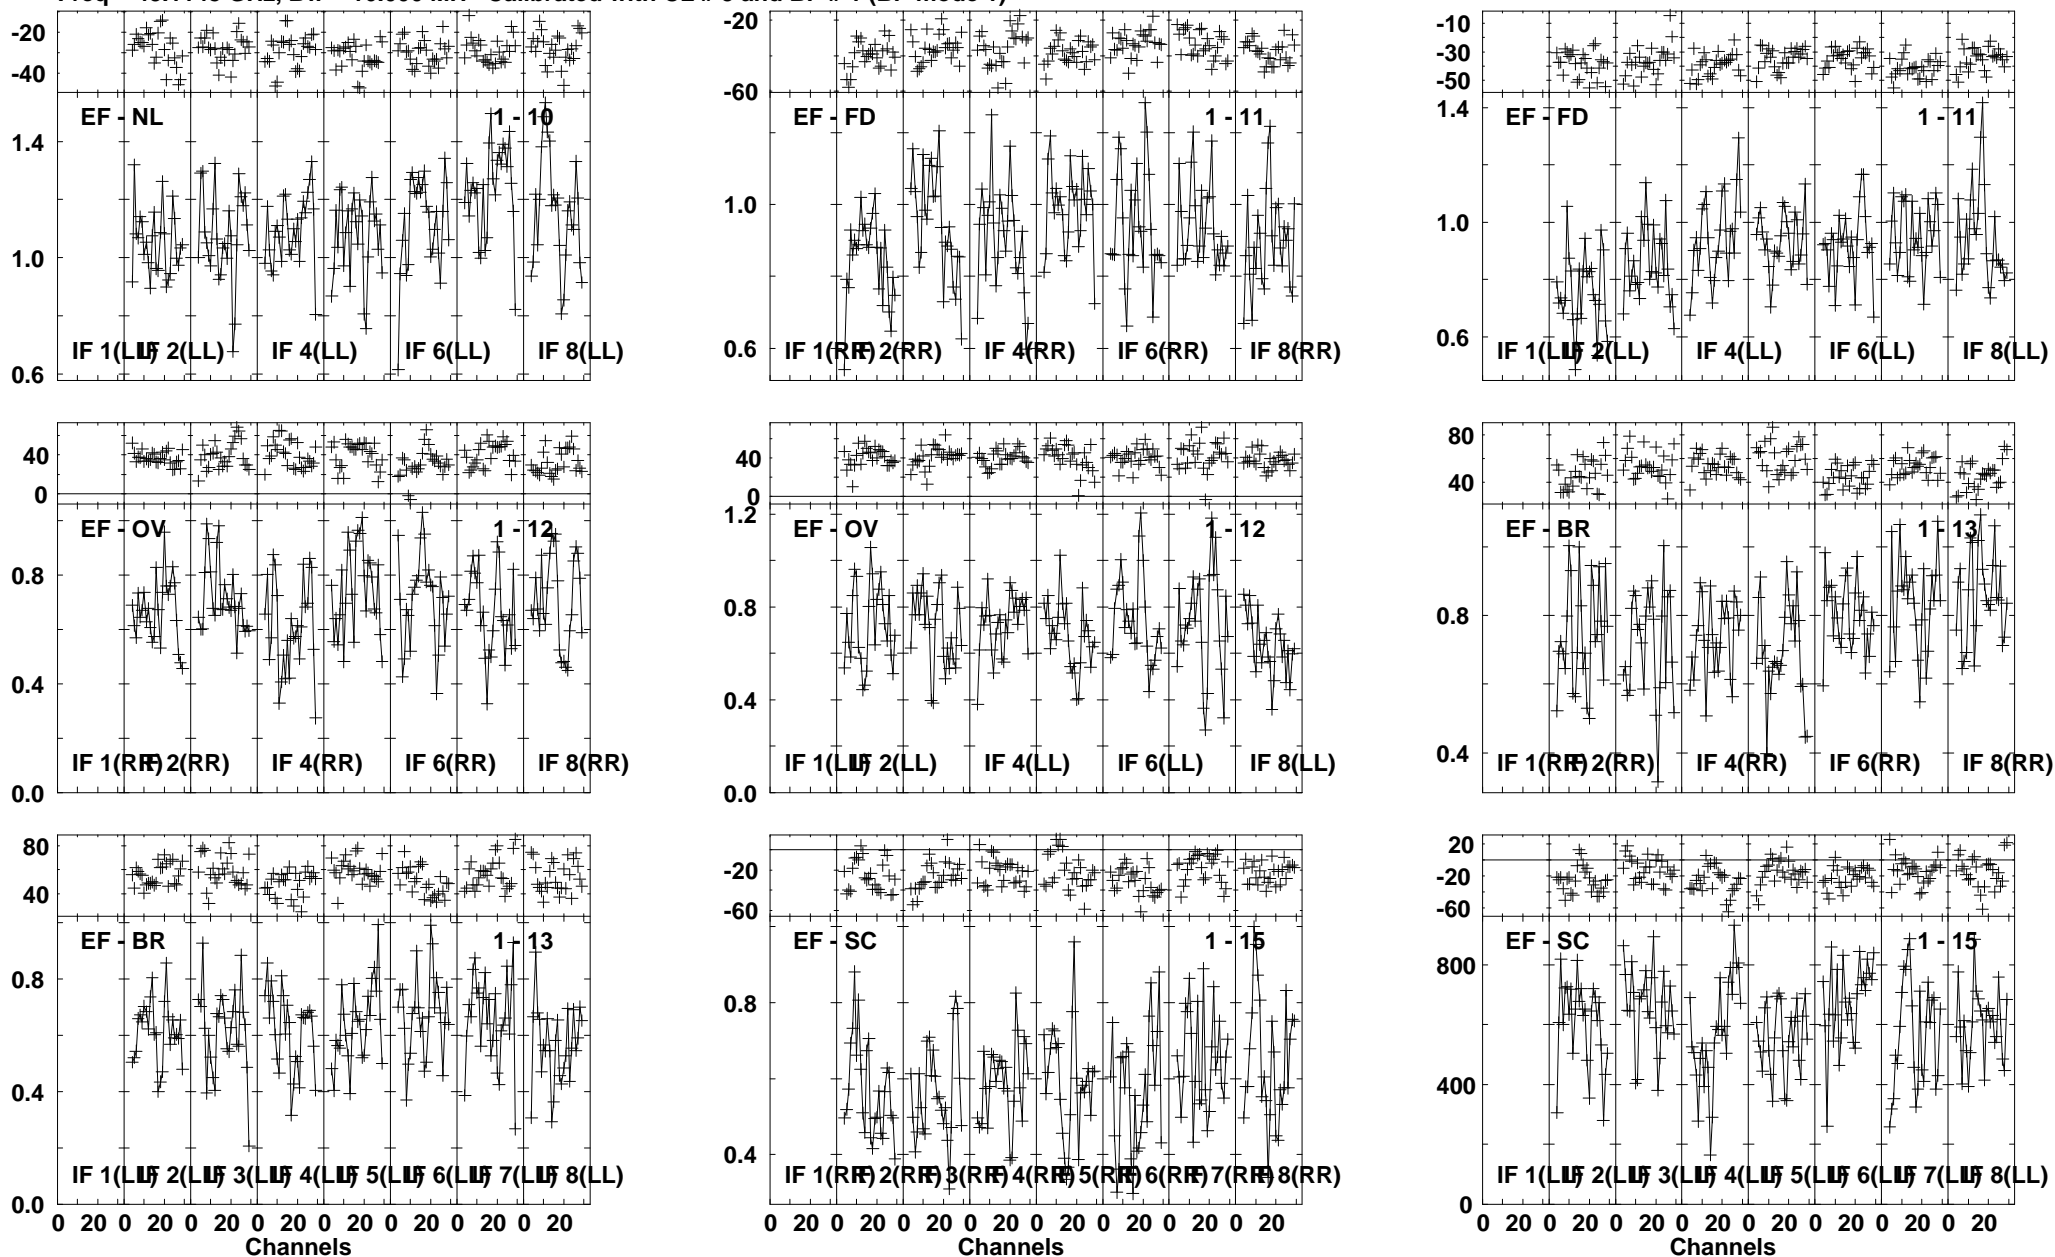 -20
-40
EF - NL 1 - 10
1.4
1.0
0.6
IF 1(LL) IF 2(LL) IF 4(LL) IF 6(LL) IF 8(LL)
-20
-60
EF - FD 1 - 11
1.0
0.6
IF 1(RR) IF 2(RR) IF 4(RR) IF 6(RR) IF 8(RR)
-10
-30
-50
1.4
EF - FD 1 - 11
1.0
0.6
IF 1(LL) IF 2(LL) IF 4(LL) IF 6(LL) IF 8(LL)
40
0
EF - OV 1 - 12
0.8
0.4
0.0
IF 1(RR) IF 2(RR) IF 4(RR) IF 6(RR) IF 8(RR)
40
0
1.2
EF - OV 1 - 12
0.8
0.4
0.0
IF 1(LL) IF 2(LL) IF 4(LL) IF 6(LL) IF 8(LL)
80
40
EF - BR 1 - 13
0.8
0.4
IF 1(RR) IF 2(RR) IF 4(RR) IF 6(RR) IF 8(RR)
80
40
EF - BR 1 - 13
0.8
0.4
0.0
IF 1(LL) IF 2(LL) IF 3(LL) IF 4(LL) IF 5(LL) IF 6(LL) IF 7(LL) IF 8(LL)
0 20 0 20 0 20 0 20 0 20 0 20 0 20 0 20
Channels
-20
-60
EF - SC 1 - 15
0.8
0.4
IF 1(RR) IF 2(RR) IF 3(RR) IF 4(RR) IF 5(RR) IF 6(RR) IF 7(RR) IF 8(RR)
0 20 0 20 0 20 0 20 0 20 0 20 0 20 0 20
Channels
20
-20
-60
EF - SC 1 - 15
800
400
0
IF 1(LL) IF 2(LL) IF 3(LL) IF 4(LL) IF 5(LL) IF 6(LL) IF 7(LL) IF 8(LL)
0 20 0 20 0 20 0 20 0 20 0 20 0 20 0 20
Channels